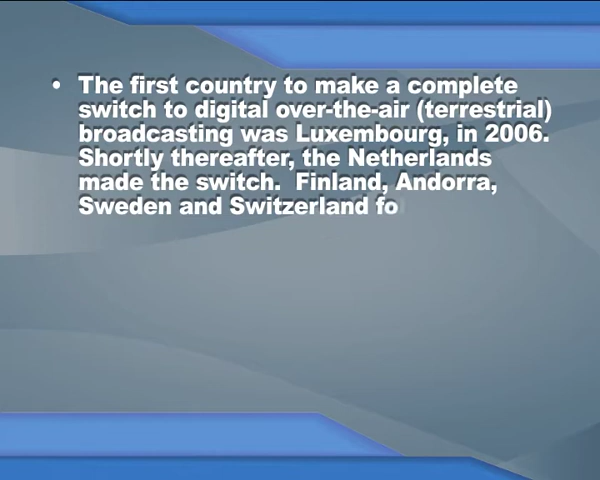 • The first country to make a complete
switch to digital over-the-air (terrestrial)
broadcasting was Luxembourg, in 2006.
Shortly thereafter, the Netherlands
made the switch.  Finland, Andorra,
Sweden and Switzerland fo